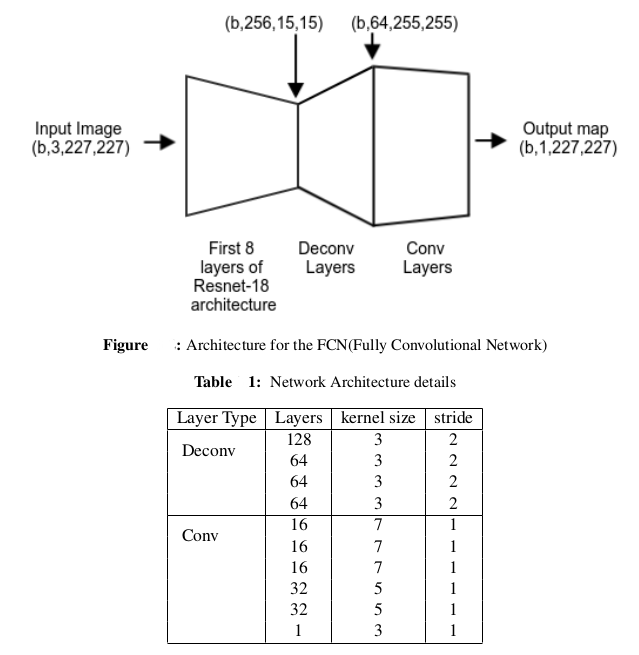 (b,256,15,15) (b,64,255,255)
Input Image
(b,3,227,227)
Output map
(b,1,227,227)
First 8
layers of
Resnet-18
architecture
Deconv
Layers
Conv
Layers
Figure : Architecture for the FCN(Fully Convolutional Network)
Table 1: Network Architecture details
Layer Type Layers kernel size stride
Deconv 128 3 2
64 3 2
64 3 2
64 3 2
Conv 16 7 1
16 7 1
16 7 1
32 5 1
32 5 1
1 3 1